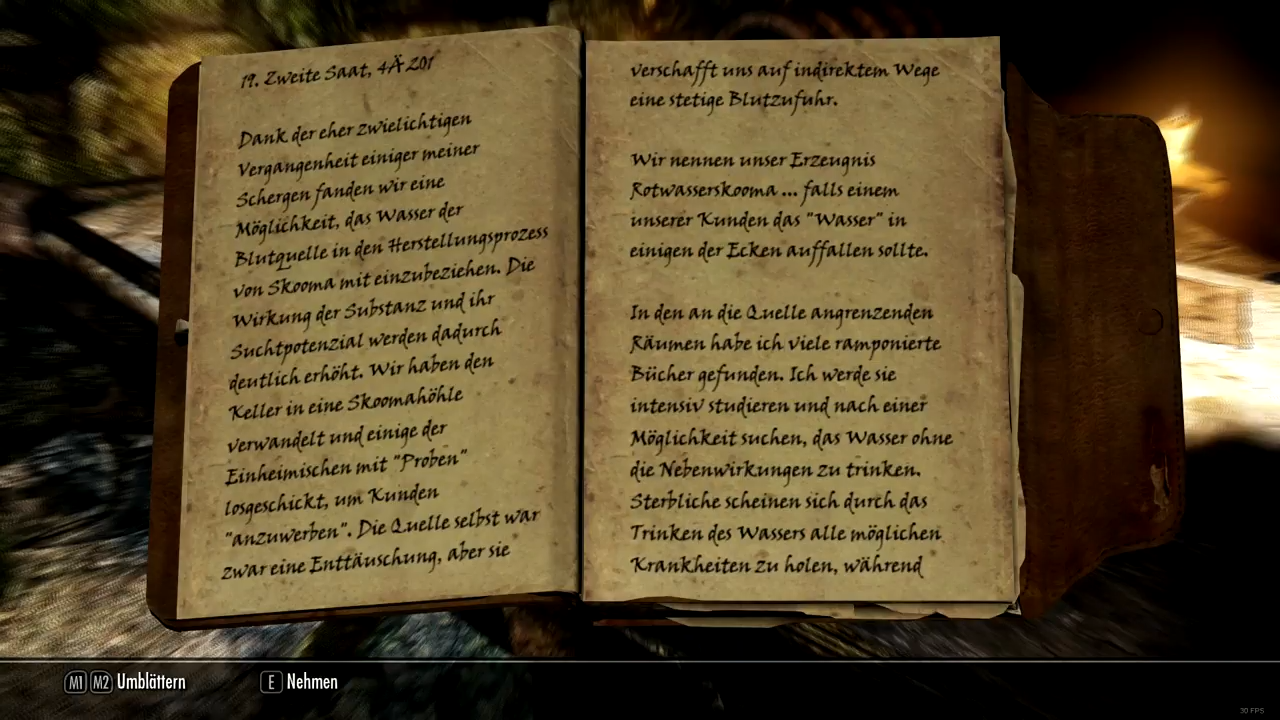 19. Zweite Saat, 4Ä 201
Dank der eher zwielichtigen
Vergangenheit einiger meiner
Schergen fanden wir eine
Möglichkeit, das Wasser der
Blutquelle in den Herstellungsprozess
von Skooma mit einzubeziehen. Die
Wirkung der Substanz und ihr
Suchtpotenzial werden dadurch
deutlich erhöht. Wir haben den
Keller in eine Skoomahöhle
verwandelt und einige der
Einheimischen mit "Proben"
losgeschickt, um Kunden
"anzuwerben". Die Quelle selbst war
zwar eine Enttäuschung, aber sie
verschafft uns auf indirektem Wege
eine stetige Blutzufuhr.
Wir nennen unser Erzeugnis
Rotwasserskooma ... falls einem
unserer Kunden das "Wasser" in
einigen der Ecken auffallen sollte.
In den an die Quelle angrenzenden
Räumen habe ich viele ramponierte
Bücher gefunden. Ich werde sie
intensiv studieren und nach einer
Möglichkeit suchen, das Wasser ohne
die Nebenwirkungen zu trinken.
Sterbliche scheinen sich durch das
Trinken des Wassers alle möglichen
Krankheiten zu holen, während
M1 M2 Umblättern E Nehmen
30 FPS